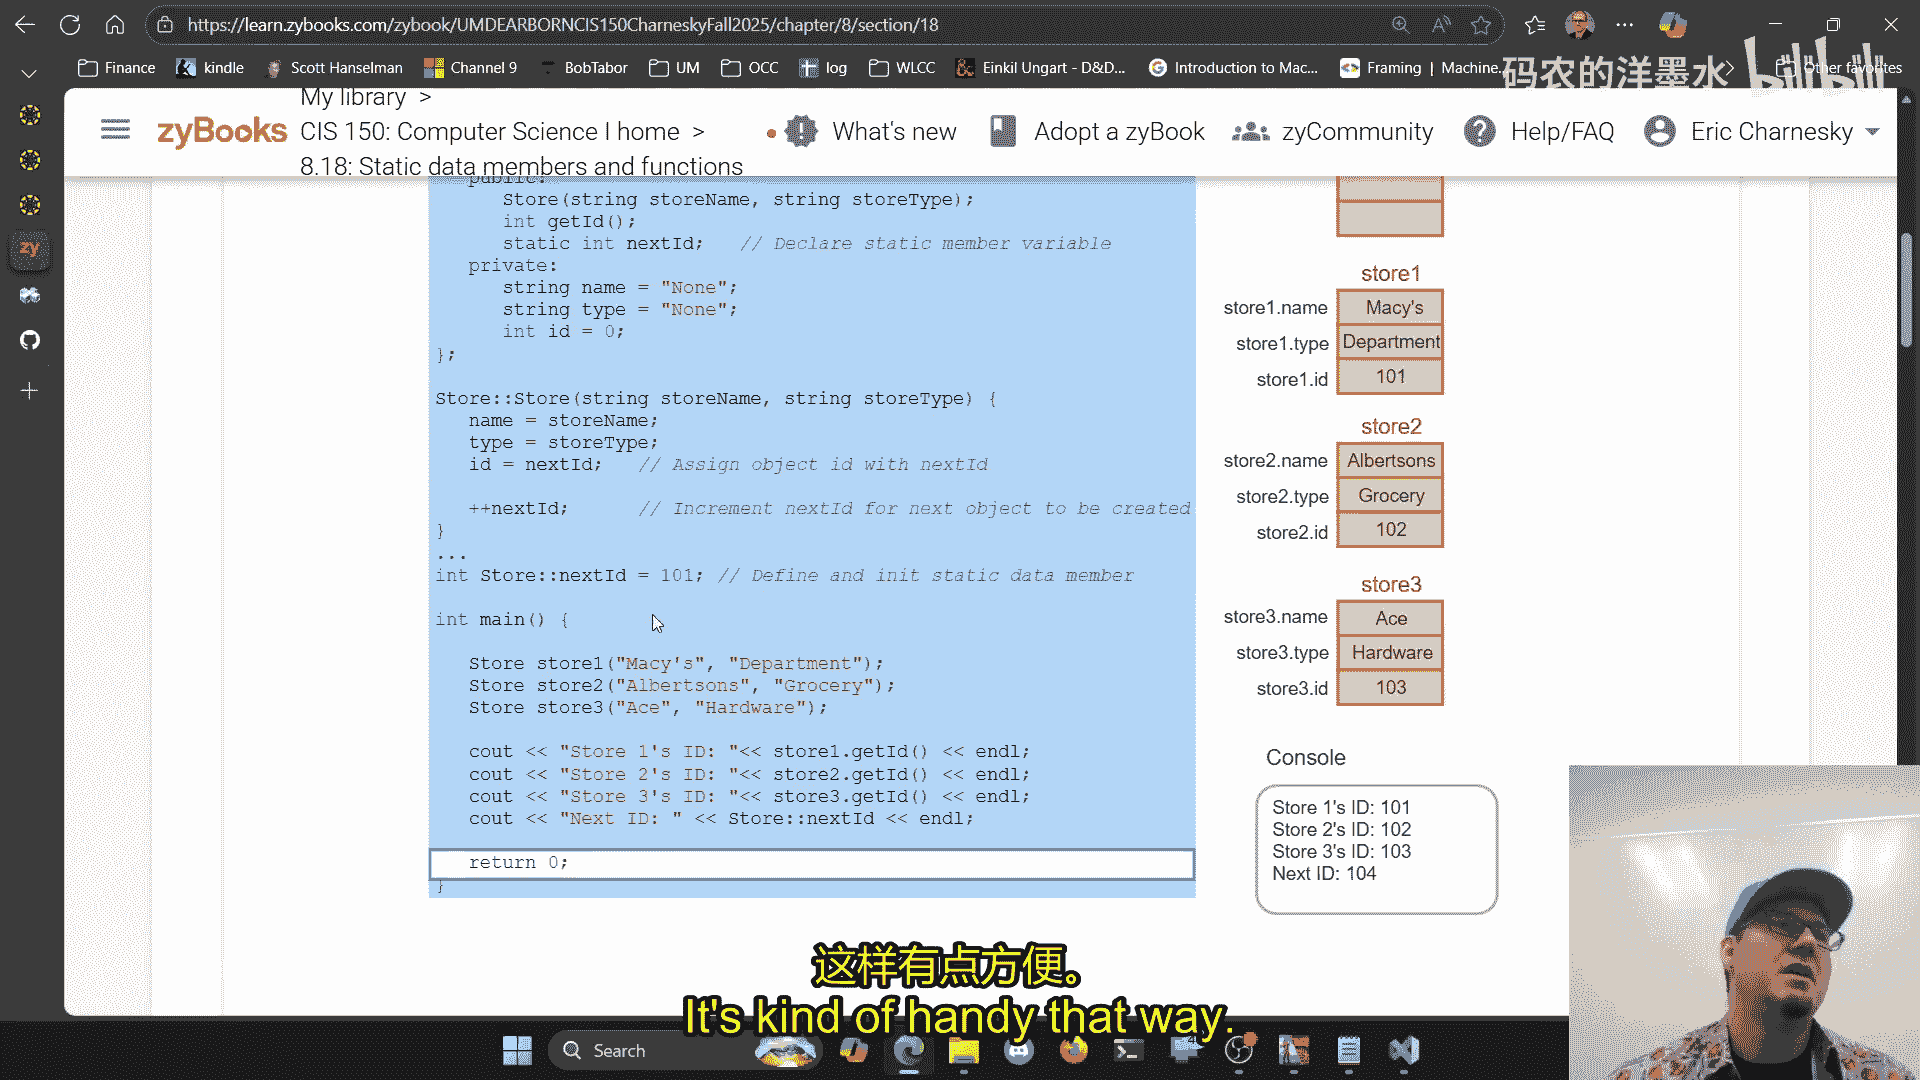 https://learn.zybooks.com/zybook/UMDEARBORNCIS150CharneskyFall2025/chapter/8/section/18
Finance
kindle
Scott Hanselman
Channel 9
BobTabor
UM
OCC
log
WLCC
Einkil Ungart - D&D...
Introduction to Mac...
Framing | Machine...
Other favorites
码农的洋墨水
bilibili
My library >
zyBooks
CIS 150: Computer Science I home >
8.18: Static data members and functions
What's new
Adopt a zyBook
zyCommunity
Help/FAQ
Eric Charnesky
public:
Store(string storeName, string storeType);
int getId();
static int nextId; // Declare static member variable
private:
string name = "None";
string type = "None";
int id = 0;
};
Store::Store(string storeName, string storeType) {
name = storeName;
type = storeType;
id = nextId; // Assign object id with nextId
++nextId; // Increment nextId for next object to be created
}
...
int Store::nextId = 101; // Define and init static data member
int main() {
Store store1("Macy's", "Department");
Store store2("Albertsons", "Grocery");
Store store3("Ace", "Hardware");
cout << "Store 1's ID: "<< store1.getId() << endl;
cout << "Store 2's ID: "<< store2.getId() << endl;
cout << "Store 3's ID: "<< store3.getId() << endl;
cout << "Next ID: " << Store::nextId << endl;
return 0;
}
store1
store1.name Macy's
store1.type Department
store1.id 101
store2
store2.name Albertsons
store2.type Grocery
store2.id 102
store3
store3.name Ace
store3.type Hardware
store3.id 103
Console
Store 1's ID: 101
Store 2's ID: 102
Store 3's ID: 103
Next ID: 104
这样有点方便。
It's kind of handy that way.
Search
zy